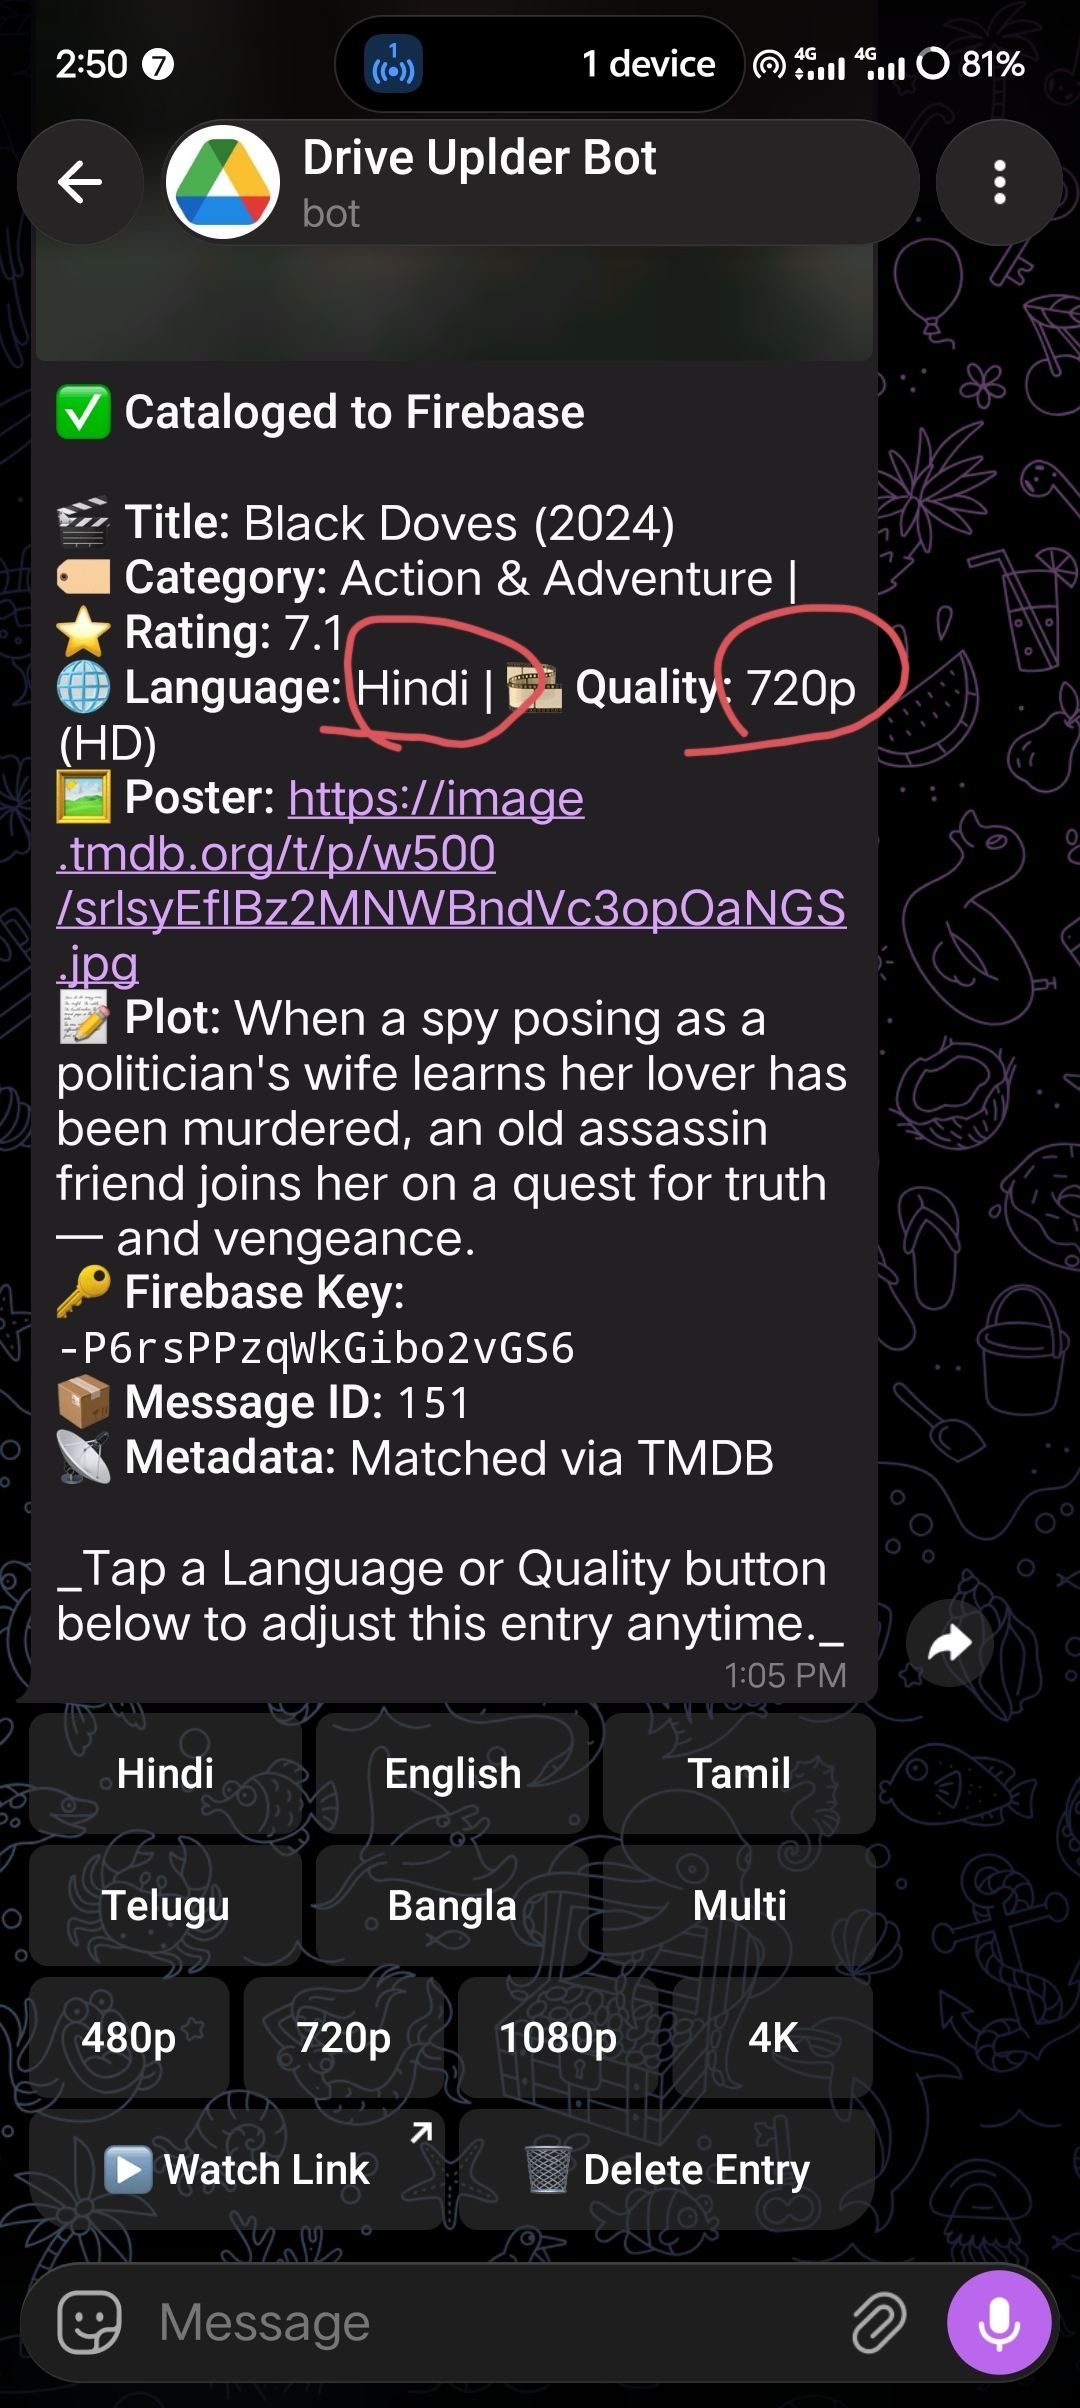 2:50 7 1 1 device 4G 4G 81%
Drive Uplder Bot
bot
✅ Cataloged to Firebase
🎬 Title: Black Doves (2024)
🏷️ Category: Action & Adventure |
⭐ Rating: 7.1
🌐 Language: Hindi | 🎞️ Quality: 720p
(HD)
🖼️ Poster: https://image
.tmdb.org/t/p/w500
/srlsyEflBz2MNWBndVc3opOaNGS
.jpg
📝 Plot: When a spy posing as a
politician's wife learns her lover has
been murdered, an old assassin
friend joins her on a quest for truth
— and vengeance.
🔑 Firebase Key:
-P6rsPPzqWkGibo2vGS6
📦 Message ID: 151
📡 Metadata: Matched via TMDB
_Tap a Language or Quality button
below to adjust this entry anytime._
1:05 PM
Hindi English Tamil
Telugu Bangla Multi
480p 720p 1080p 4K
▶️ Watch Link 🗑️ Delete Entry
Message